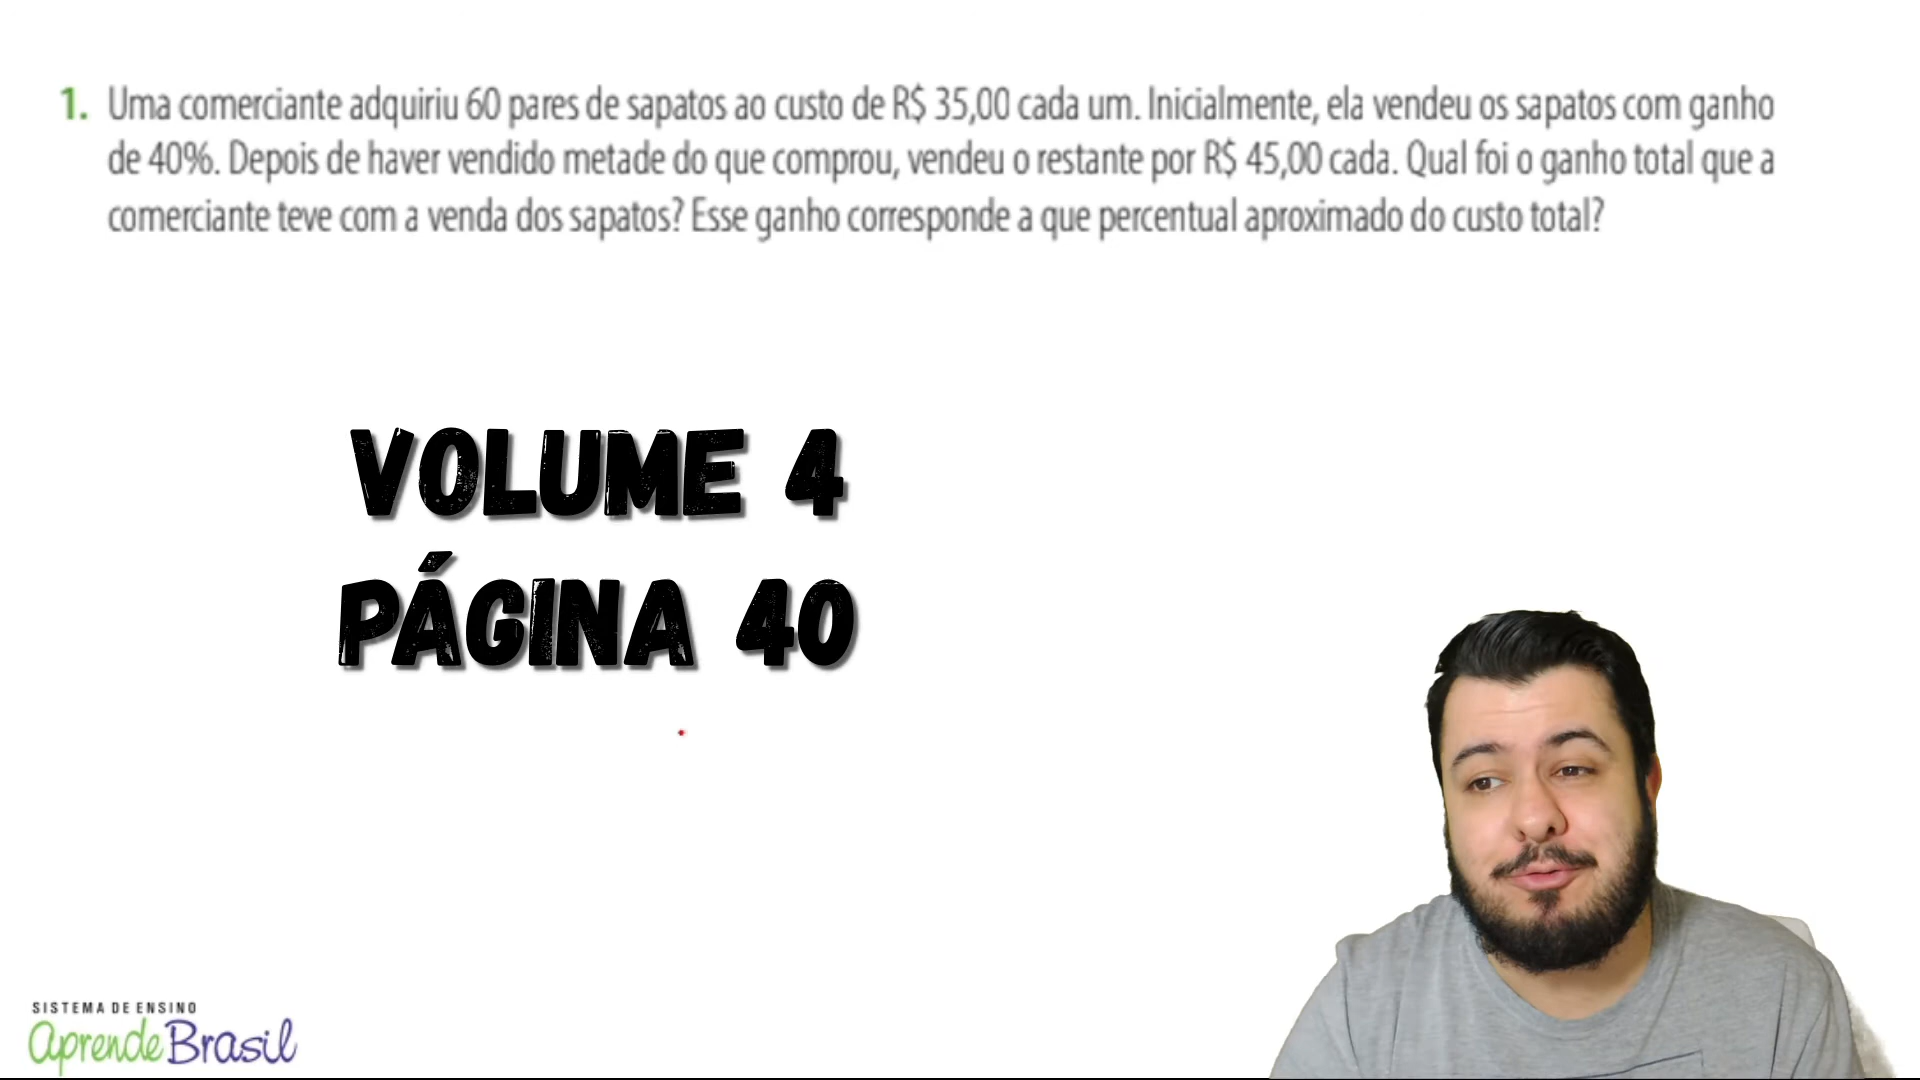 1. Uma comerciante adquiriu 60 pares de sapatos ao custo de R$ 35,00 cada um. Inicialmente, ela vendeu os sapatos com ganho
de 40%. Depois de haver vendido metade do que comprou, vendeu o restante por R$ 45,00 cada. Qual foi o ganho total que a
comerciante teve com a venda dos sapatos? Esse ganho corresponde a que percentual aproximado do custo total?
VOLUME 4
PÁGINA 40
SISTEMA DE ENSINO
aprendeBrasil